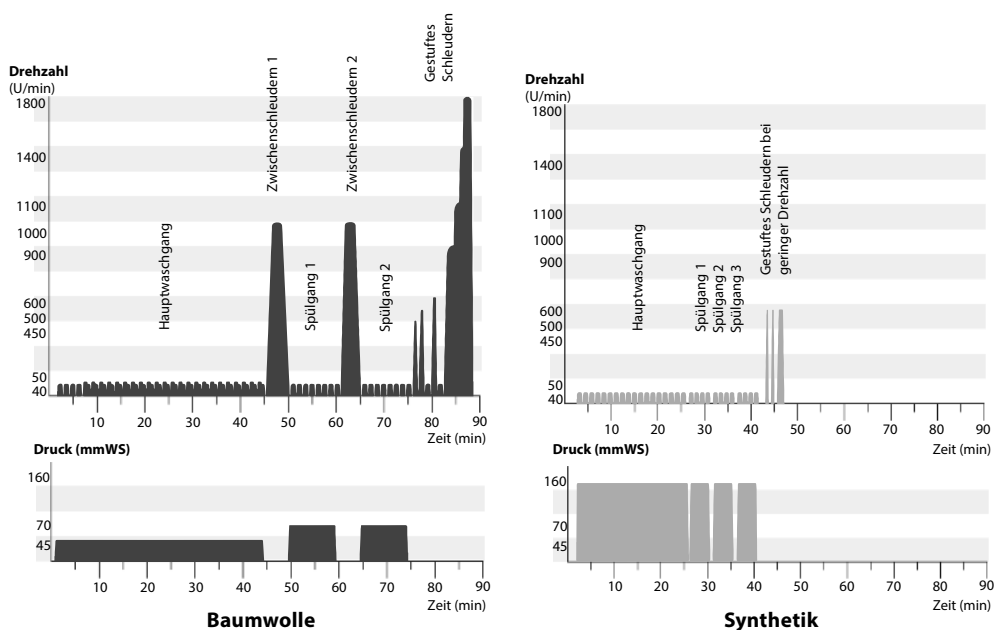 Drehzahl
(U/min)
1800
1400
1100
1000
900
600
500
450
50
40
Hauptwaschgang
Zwischenschleudern 1
Spülgang 1
Zwischenschleudern 2
Spülgang 2
Gestuftes
Schleudern
10 20 30 40 50 60 70 80 90
Zeit (min)
Druck (mmWS)
160
70
45
10 20 30 40 50 60 70 80 90
Zeit (min)
Baumwolle
Drehzahl
(U/min)
1800
1400
1100
1000
900
600
500
450
50
40
Hauptwaschgang
Spülgang 1
Spülgang 2
Spülgang 3
Gestuftes Schleudern bei
geringer Drehzahl
10 20 30 40 50 60 70 80 90
Zeit (min)
Druck (mmWS)
160
70
45
10 20 30 40 50 60 70 80 90
Zeit (min)
Synthetik